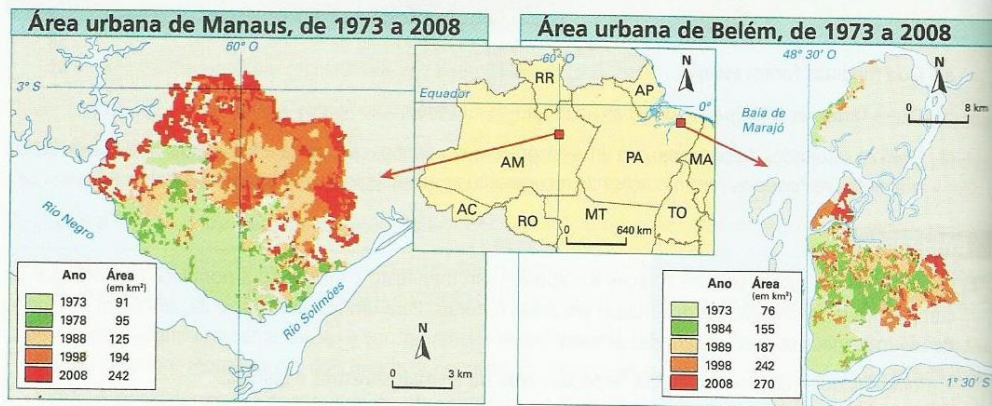 Área urbana de Manaus, de 1973 a 2008
60° O
3° S
Rio Negro
Rio Solimões
Ano Área
(em km²)
1973 91
1978 95
1988 125
1998 194
2008 242
N
0 3 km
60° O
N
Equador
0°
RR
AP
AM
PA
MA
AC
RO
MT
TO
0 640 km
Área urbana de Belém, de 1973 a 2008
48° 30' O
N
0 8 km
Baía de
Marajó
Ano Área
(em km²)
1973 76
1984 155
1989 187
1998 242
2008 270
1° 30' S